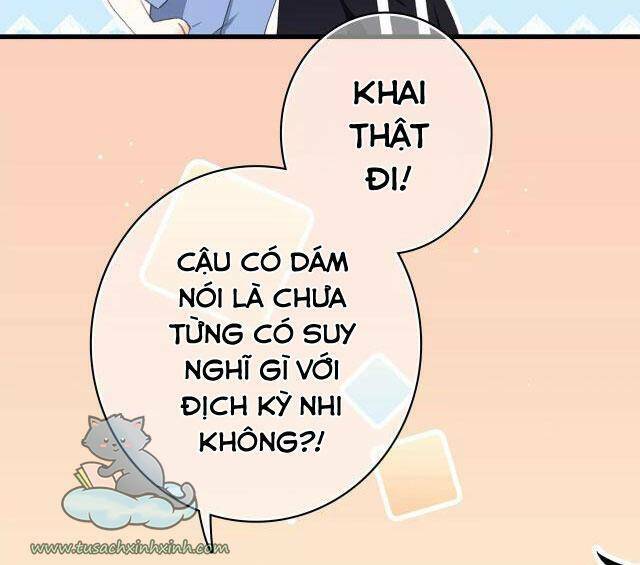 KHAI
THẬT
ĐI!
CẬU CÓ DÁM
NÓI LÀ CHƯA
TỪNG CÓ SUY
NGHĨ GÌ VỚI
ĐỊCH KỲ NHI
KHÔNG?!
www.tusachxinhxinh.com